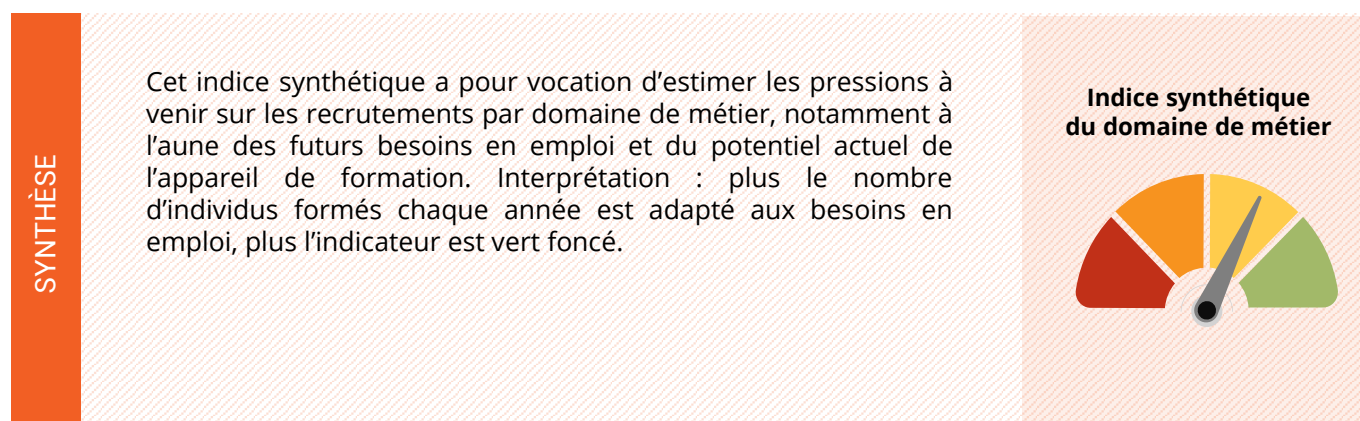 SYNTHÈSE
Cet indice synthétique a pour vocation d’estimer les pressions à
venir sur les recrutements par domaine de métier, notamment à
l’aune des futurs besoins en emploi et du potentiel actuel de
l’appareil de formation. Interprétation : plus le nombre
d’individus formés chaque année est adapté aux besoins en
emploi, plus l’indicateur est vert foncé.
Indice synthétique
du domaine de métier